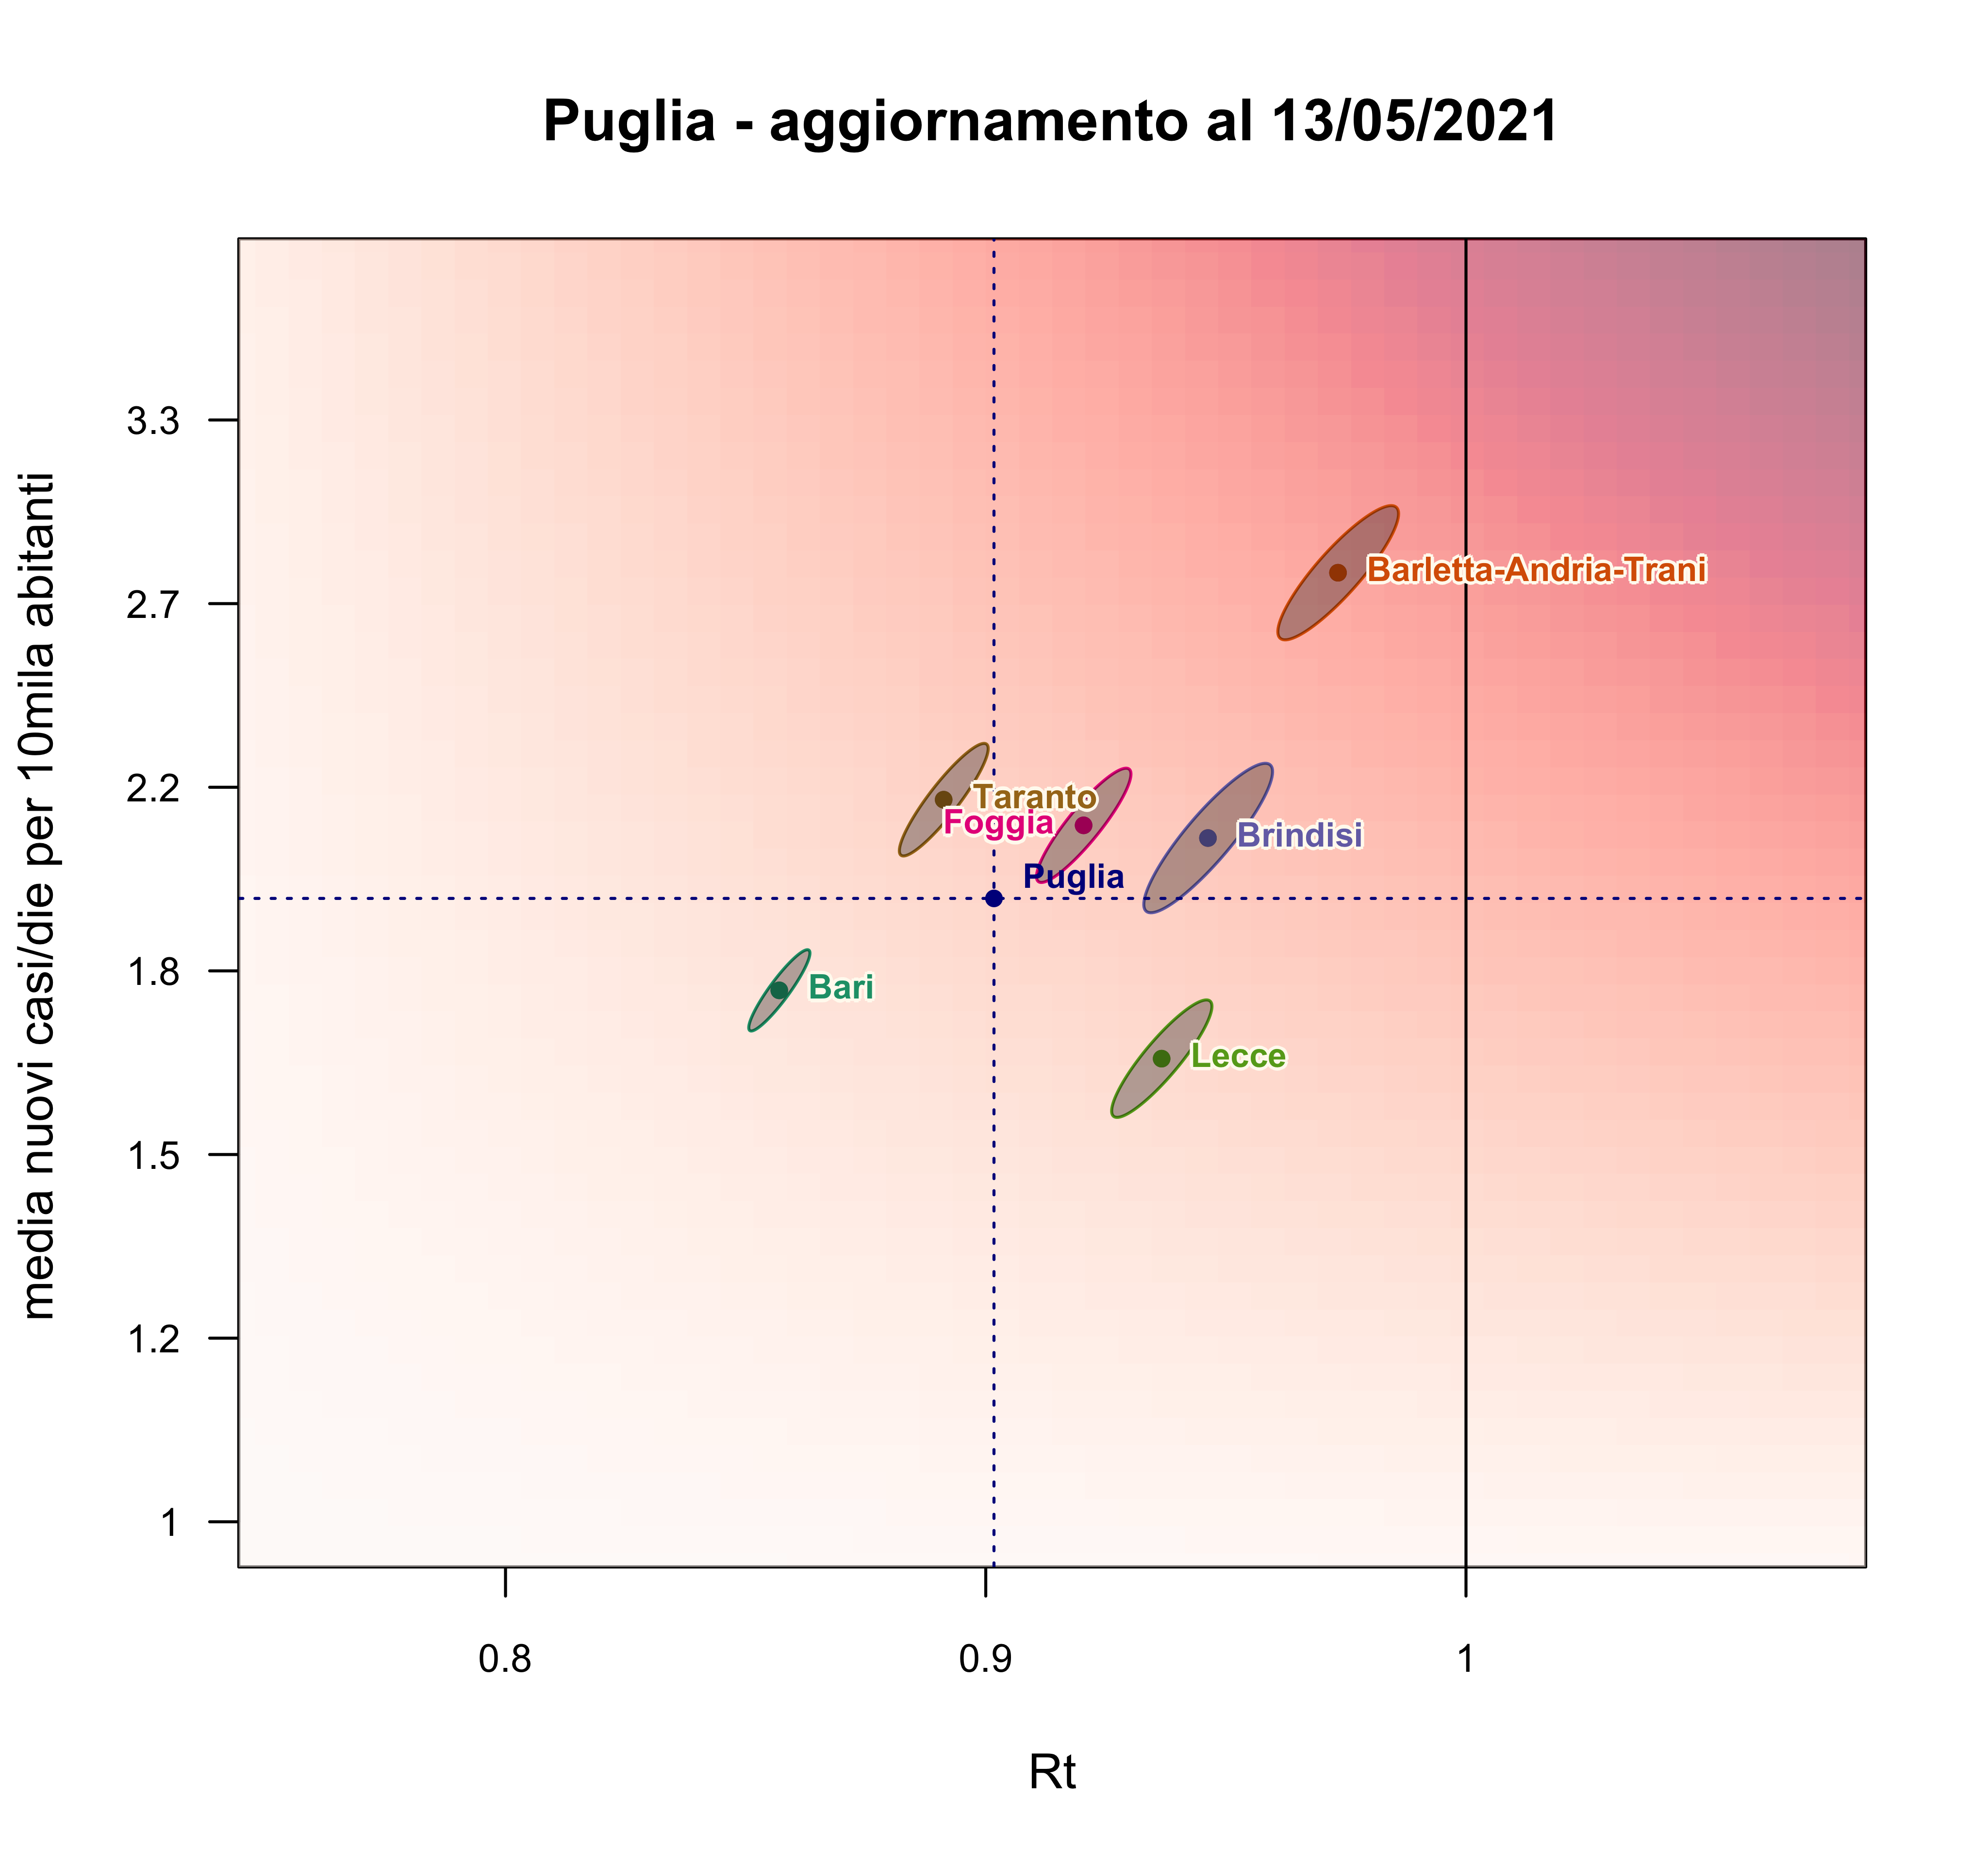 Puglia - aggiornamento al 13/05/2021
media nuovi casi/die per 10mila abitanti
3.3
2.7
2.2
1.8
1.5
1.2
1
Barletta-Andria-Trani
Taranto
Foggia
Brindisi
Puglia
Bari
Lecce
0.8
0.9
1
Rt